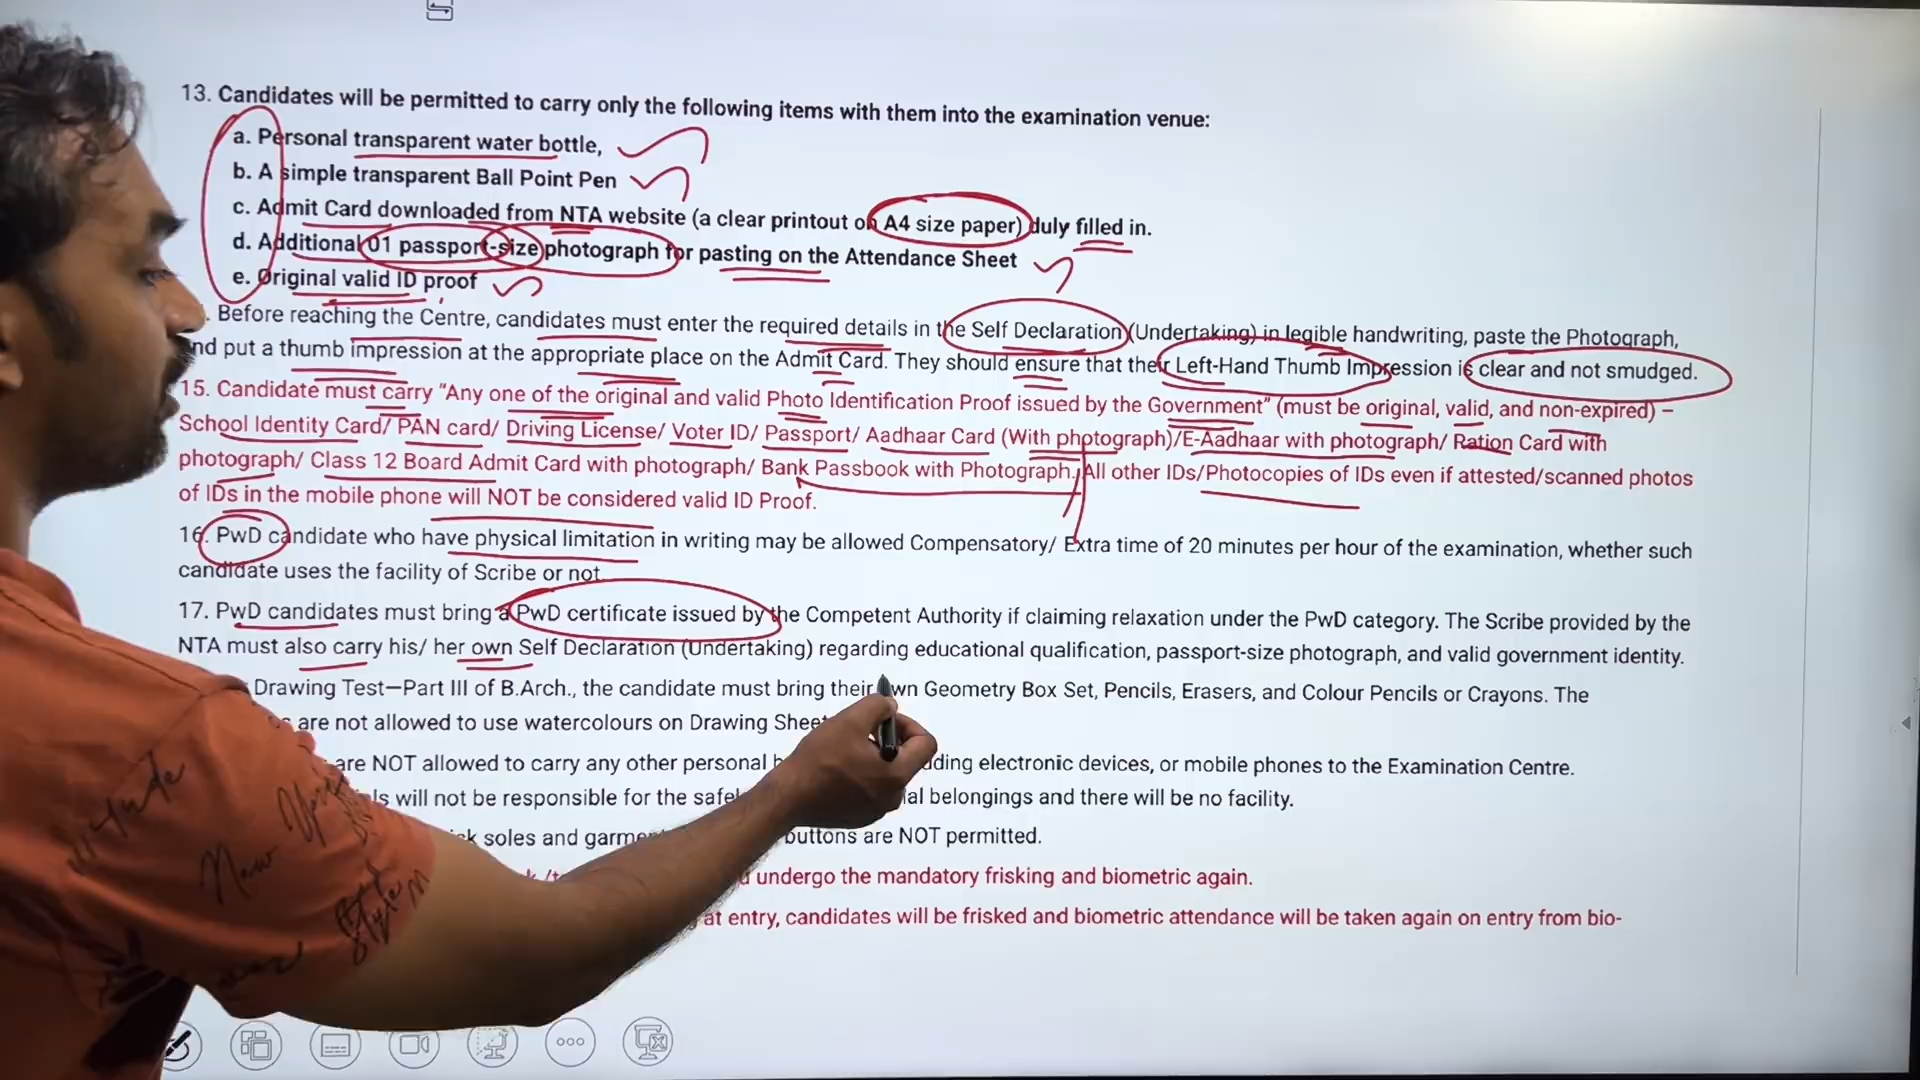 13. Candidates will be permitted to carry only the following items with them into the examination venue:
a. Personal transparent water bottle,
b. A simple transparent Ball Point Pen
c. Admit Card downloaded from NTA website (a clear printout on A4 size paper) duly filled in.
d. Additional 01 passport-size photograph for pasting on the Attendance Sheet
e. Original valid ID proof
. Before reaching the Centre, candidates must enter the required details in the Self Declaration (Undertaking) in legible handwriting, paste the Photograph,
and put a thumb impression at the appropriate place on the Admit Card. They should ensure that their Left-Hand Thumb Impression is clear and not smudged.
15. Candidate must carry “Any one of the original and valid Photo Identification Proof issued by the Government” (must be original, valid, and non-expired) –
School Identity Card/ PAN card/ Driving License/ Voter ID/ Passport/ Aadhaar Card (With photograph)/E-Aadhaar with photograph/ Ration Card with
photograph/ Class 12 Board Admit Card with photograph/ Bank Passbook with Photograph. All other IDs/Photocopies of IDs even if attested/scanned photos
of IDs in the mobile phone will NOT be considered valid ID Proof.
16. PwD candidate who have physical limitation in writing may be allowed Compensatory/ Extra time of 20 minutes per hour of the examination, whether such
candidate uses the facility of Scribe or not.
17. PwD candidates must bring a PwD certificate issued by the Competent Authority if claiming relaxation under the PwD category. The Scribe provided by the
NTA must also carry his/ her own Self Declaration (Undertaking) regarding educational qualification, passport-size photograph, and valid government identity.
Drawing Test—Part III of B.Arch., the candidate must bring their own Geometry Box Set, Pencils, Erasers, and Colour Pencils or Crayons. The
are not allowed to use watercolours on Drawing Sheet
are NOT allowed to carry any other personal electronic devices, or mobile phones to the Examination Centre.
will not be responsible for the belongings and there will be no facility.
soles and buttons are NOT permitted.
undergo the mandatory frisking and biometric again.
at entry, candidates will be frisked and biometric attendance will be taken again on entry from bio-
New
Style